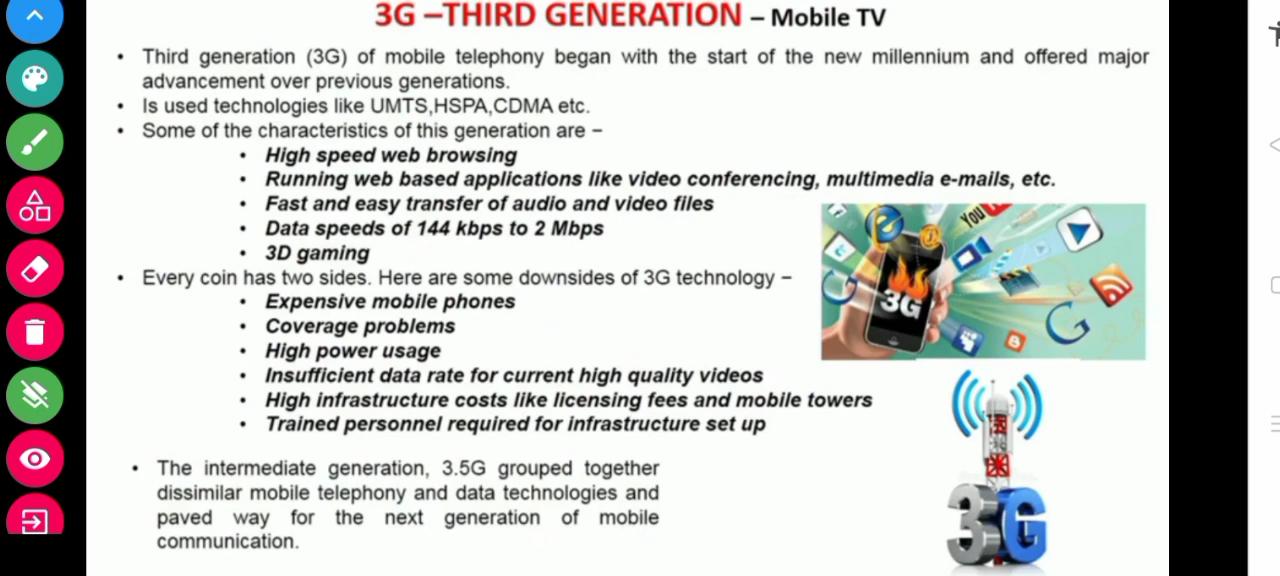 3G –THIRD GENERATION – Mobile TV
• Third generation (3G) of mobile telephony began with the start of the new millennium and offered major
advancement over previous generations.
• Is used technologies like UMTS,HSPA,CDMA etc.
• Some of the characteristics of this generation are –
• High speed web browsing
• Running web based applications like video conferencing, multimedia e-mails, etc.
• Fast and easy transfer of audio and video files
• Data speeds of 144 kbps to 2 Mbps
• 3D gaming
You
3G
• Every coin has two sides. Here are some downsides of 3G technology –
• Expensive mobile phones
• Coverage problems
• High power usage
• Insufficient data rate for current high quality videos
• High infrastructure costs like licensing fees and mobile towers
• Trained personnel required for infrastructure set up
• The intermediate generation, 3.5G grouped together
dissimilar mobile telephony and data technologies and
paved way for the next generation of mobile
communication.
3G